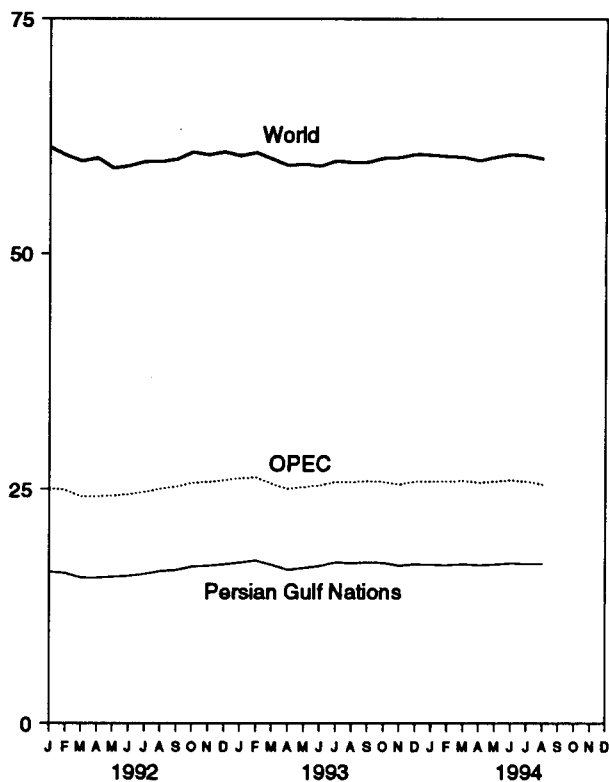 75
World
50
OPEC
25
Persian Gulf Nations
0
J F M A M J J A S O N D J F M A M J J A S O N D J F M A M J J A S O N D
1992 1993 1994